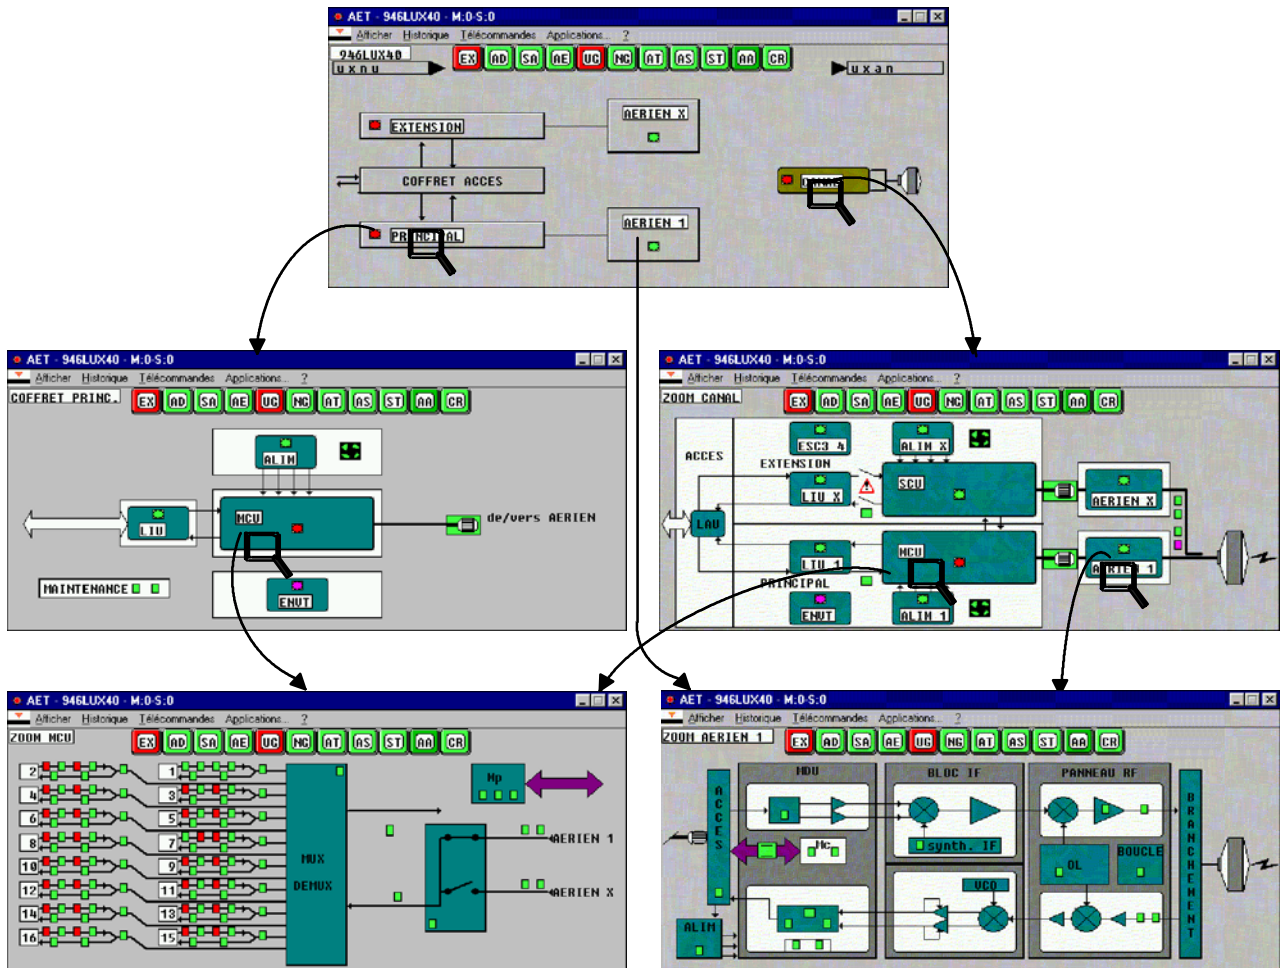 AET - 946LUX40 - M:0-S:0
Afficher Historique Télécommandes Applications... ?
946LUX40
EX AD SA AE UG NG AT AS ST AA CR
uxnu
uxan
AERIEN X
EXTENSION
COFFRET ACCES
AERIEN 1
PRINCIPAL
AET - 946LUX40 - M:0-S:0
Afficher Historique Télécommandes Applications... ?
COFFRET PRINC.
EX AD SA AE UG NG AT AS ST AA CR
ALIM
MCU
LIU
de/vers AERIEN
MAINTENANCE
ENVT
AET - 946LUX40 - M:0-S:0
Afficher Historique Télécommandes Applications... ?
ZOOM CANAL
EX AD SA AE UG NG AT AS ST AA CR
ESC3 4
ALIM X
ACCES
EXTENSION
SCU
LIU X
AERIEN X
LAU
MCU
LIU 1
AERIEN 1
PRINCIPAL
ENVT
ALIM 1
AET - 946LUX40 - M:0-S:0
Afficher Historique Télécommandes Applications... ?
ZOOM MCU
EX AD SA AE UG NG AT AS ST AA CR
2 1
4 3
6 5
8 7
10 9
12 11
14 13
16 15
MUX
DEMUX
Mp
AERIEN 1
AERIEN X
AET - 946LUX40 - M:0-S:0
Afficher Historique Télécommandes Applications... ?
ZOOM AERIEN 1
EX AD SA AE UG NG AT AS ST AA CR
MDU
BLOC IF
PANNEAU RF
ACCES
BRANCHEMENT
synth. IF
Mc
OL
BOUCLE
VCO
ALIM